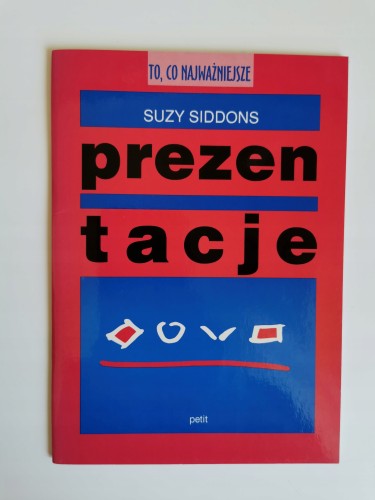 TO, CO NAJWAŻNIEJSZE
SUZY SIDDONS
prezen
tacje
petit